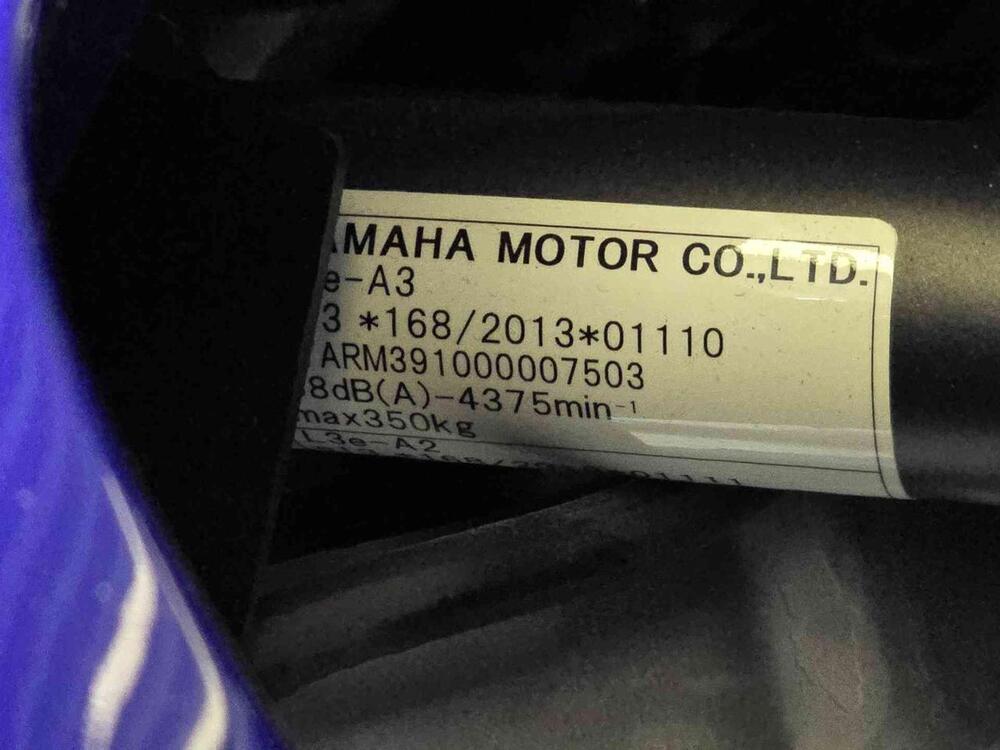 AMAHA MOTOR CO.,LTD.
e-A3
3 *168/2013*01110
ARM391000007503
8dB(A)-4375min⁻¹
max350kg
L3e-A2